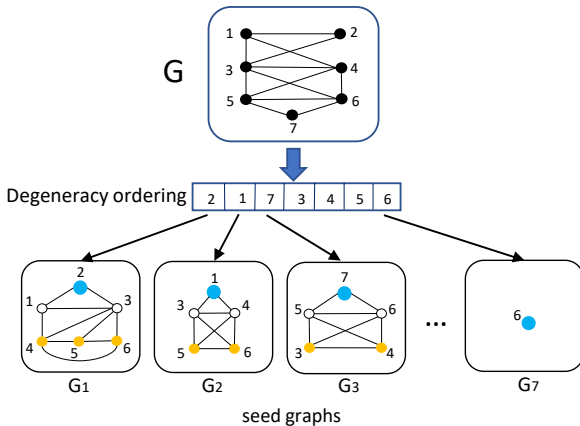 1 2
G
3 4
5 6
7
Degeneracy ordering 2 1 7 3 4 5 6
2 1 7
1 3 3 4 5 6 6
4 5 6 5 6 3 4
...
G1 G2 G3 G7
seed graphs